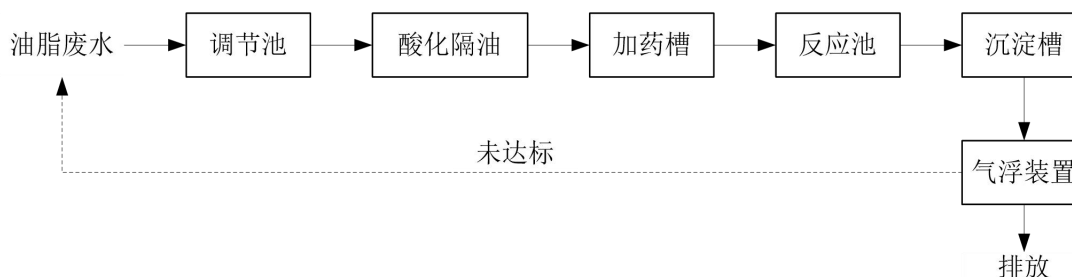 油脂废水
调节池
酸化隔油
加药槽
反应池
沉淀槽
未达标
气浮装置
排放